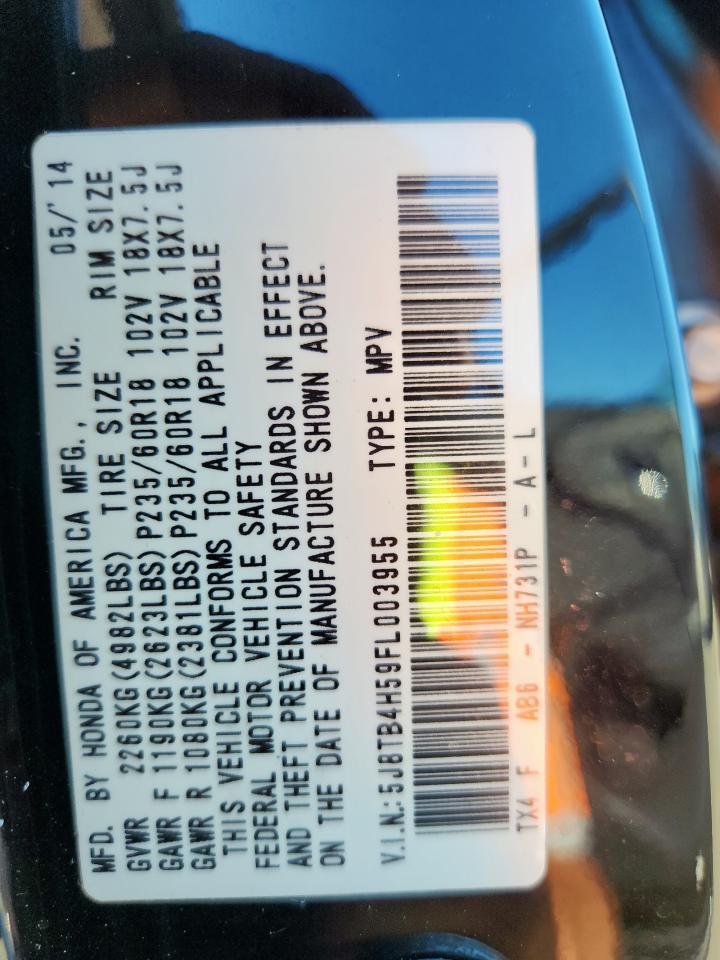 MFD. BY HONDA OF AMERICA MFG., INC. 05/'14
GVWR 2260KG(4982LBS) TIRE SIZE RIM SIZE
GAWR F 1190KG(2623LBS)P235/60R18 102V 18X7.5J
GAWR R 1080KG(2381LBS)P235/60R18 102V 18X7.5J
THIS VEHICLE CONFORMS TO ALL APPLICABLE
FEDERAL MOTOR VEHICLE SAFETY
AND THEFT PREVENTION STANDARDS IN EFFECT
ON THE DATE OF MANUFACTURE SHOWN ABOVE.
V.I.N.:5J8TB4H59FL003955 TYPE: MPV
TX4 F AB6 - NH731P - A - L